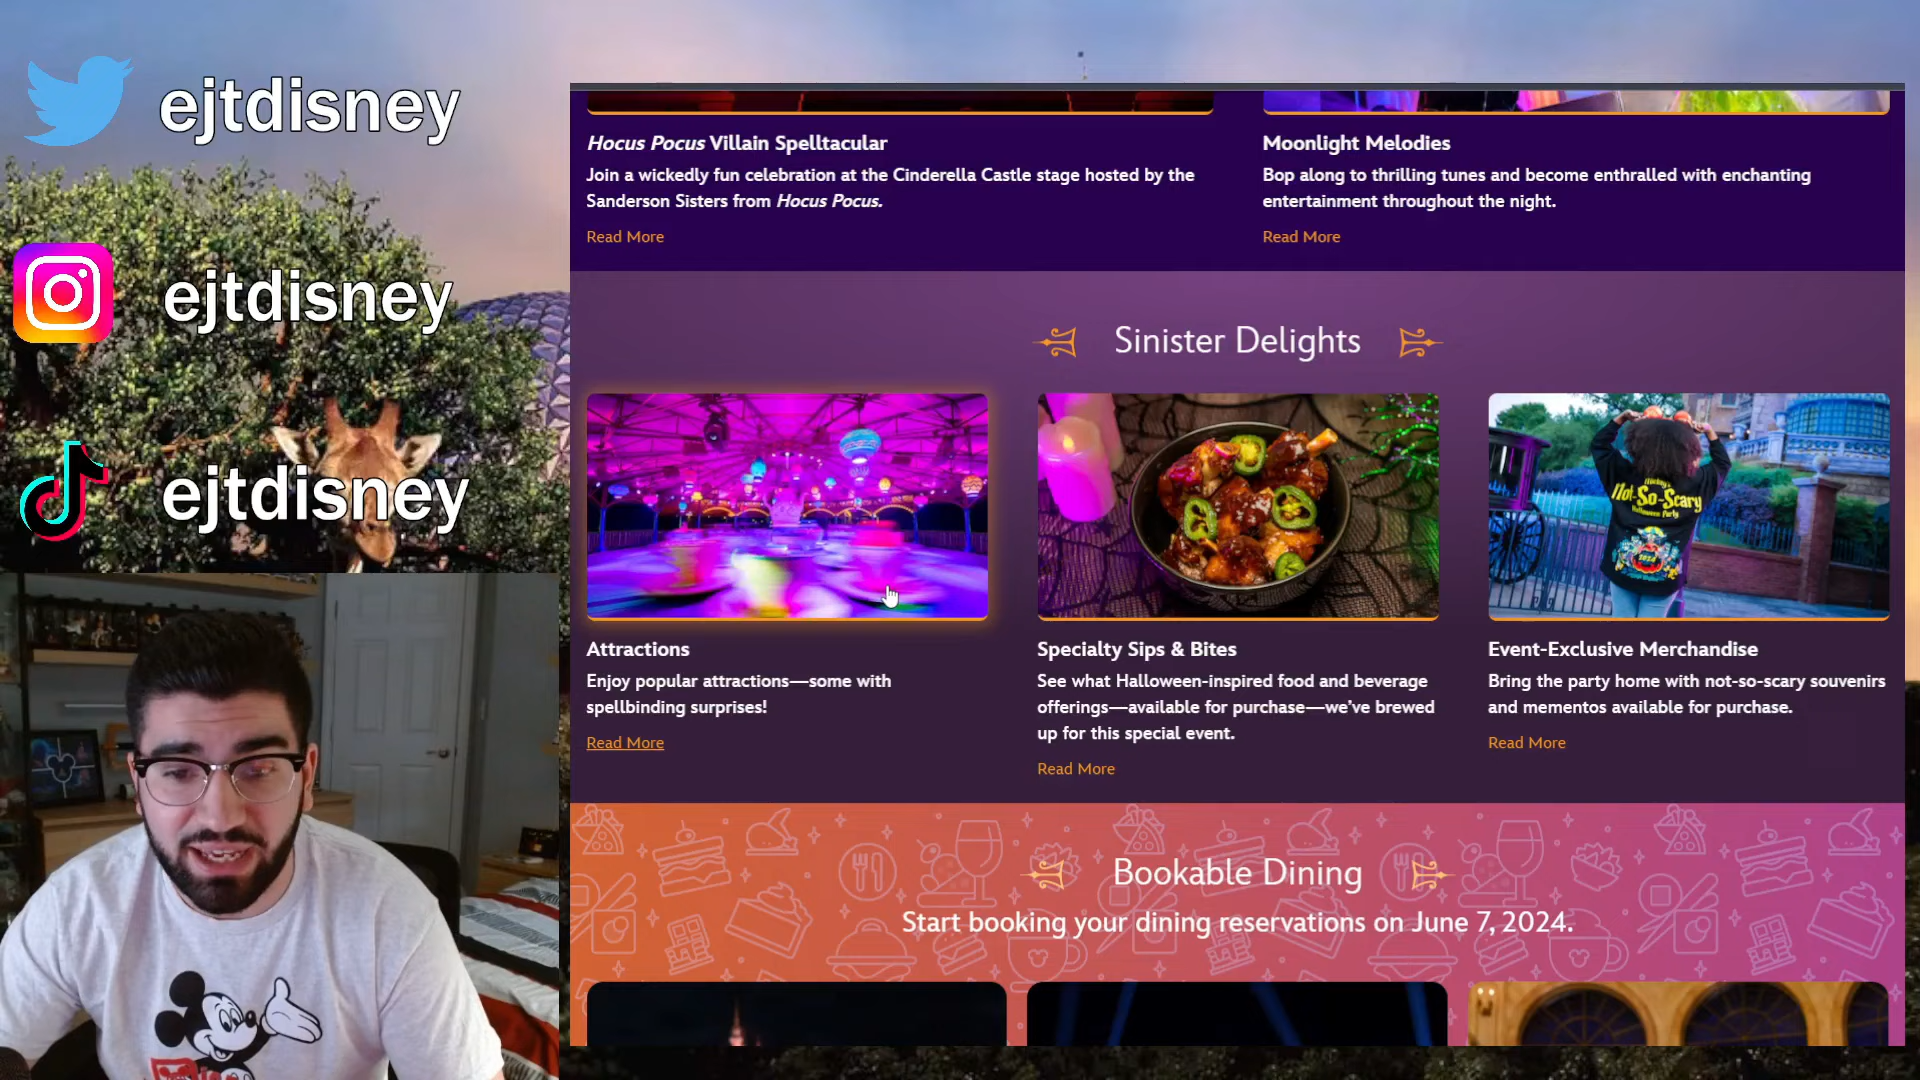 ejtdisney
ejtdisney
ejtdisney
Hocus Pocus Villain Spelltacular
Join a wickedly fun celebration at the Cinderella Castle stage hosted by the
Sanderson Sisters from Hocus Pocus.
Read More
Moonlight Melodies
Bop along to thrilling tunes and become enthralled with enchanting
entertainment throughout the night.
Read More
Sinister Delights
Mickey's
Not-So-Scary
Halloween Party
2024
Attractions
Enjoy popular attractions—some with
spellbinding surprises!
Read More
Specialty Sips & Bites
See what Halloween-inspired food and beverage
offerings—available for purchase—we've brewed
up for this special event.
Read More
Event-Exclusive Merchandise
Bring the party home with not-so-scary souvenirs
and mementos available for purchase.
Read More
Bookable Dining
Start booking your dining reservations on June 7, 2024.